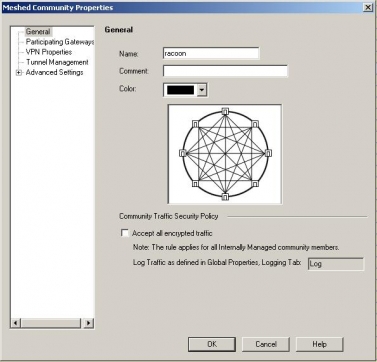 Meshed Community Properties
General
Participating Gateways
VPN Properties
Tunnel Management
Advanced Settings
General
Name:
racoon
Comment:
Color:
Community Traffic Security Policy
Accept all encrypted traffic
Note: The rule applies for all Internally Managed community members.
Log Traffic as defined in Global Properties, Logging Tab:
Log
OK
Cancel
Help